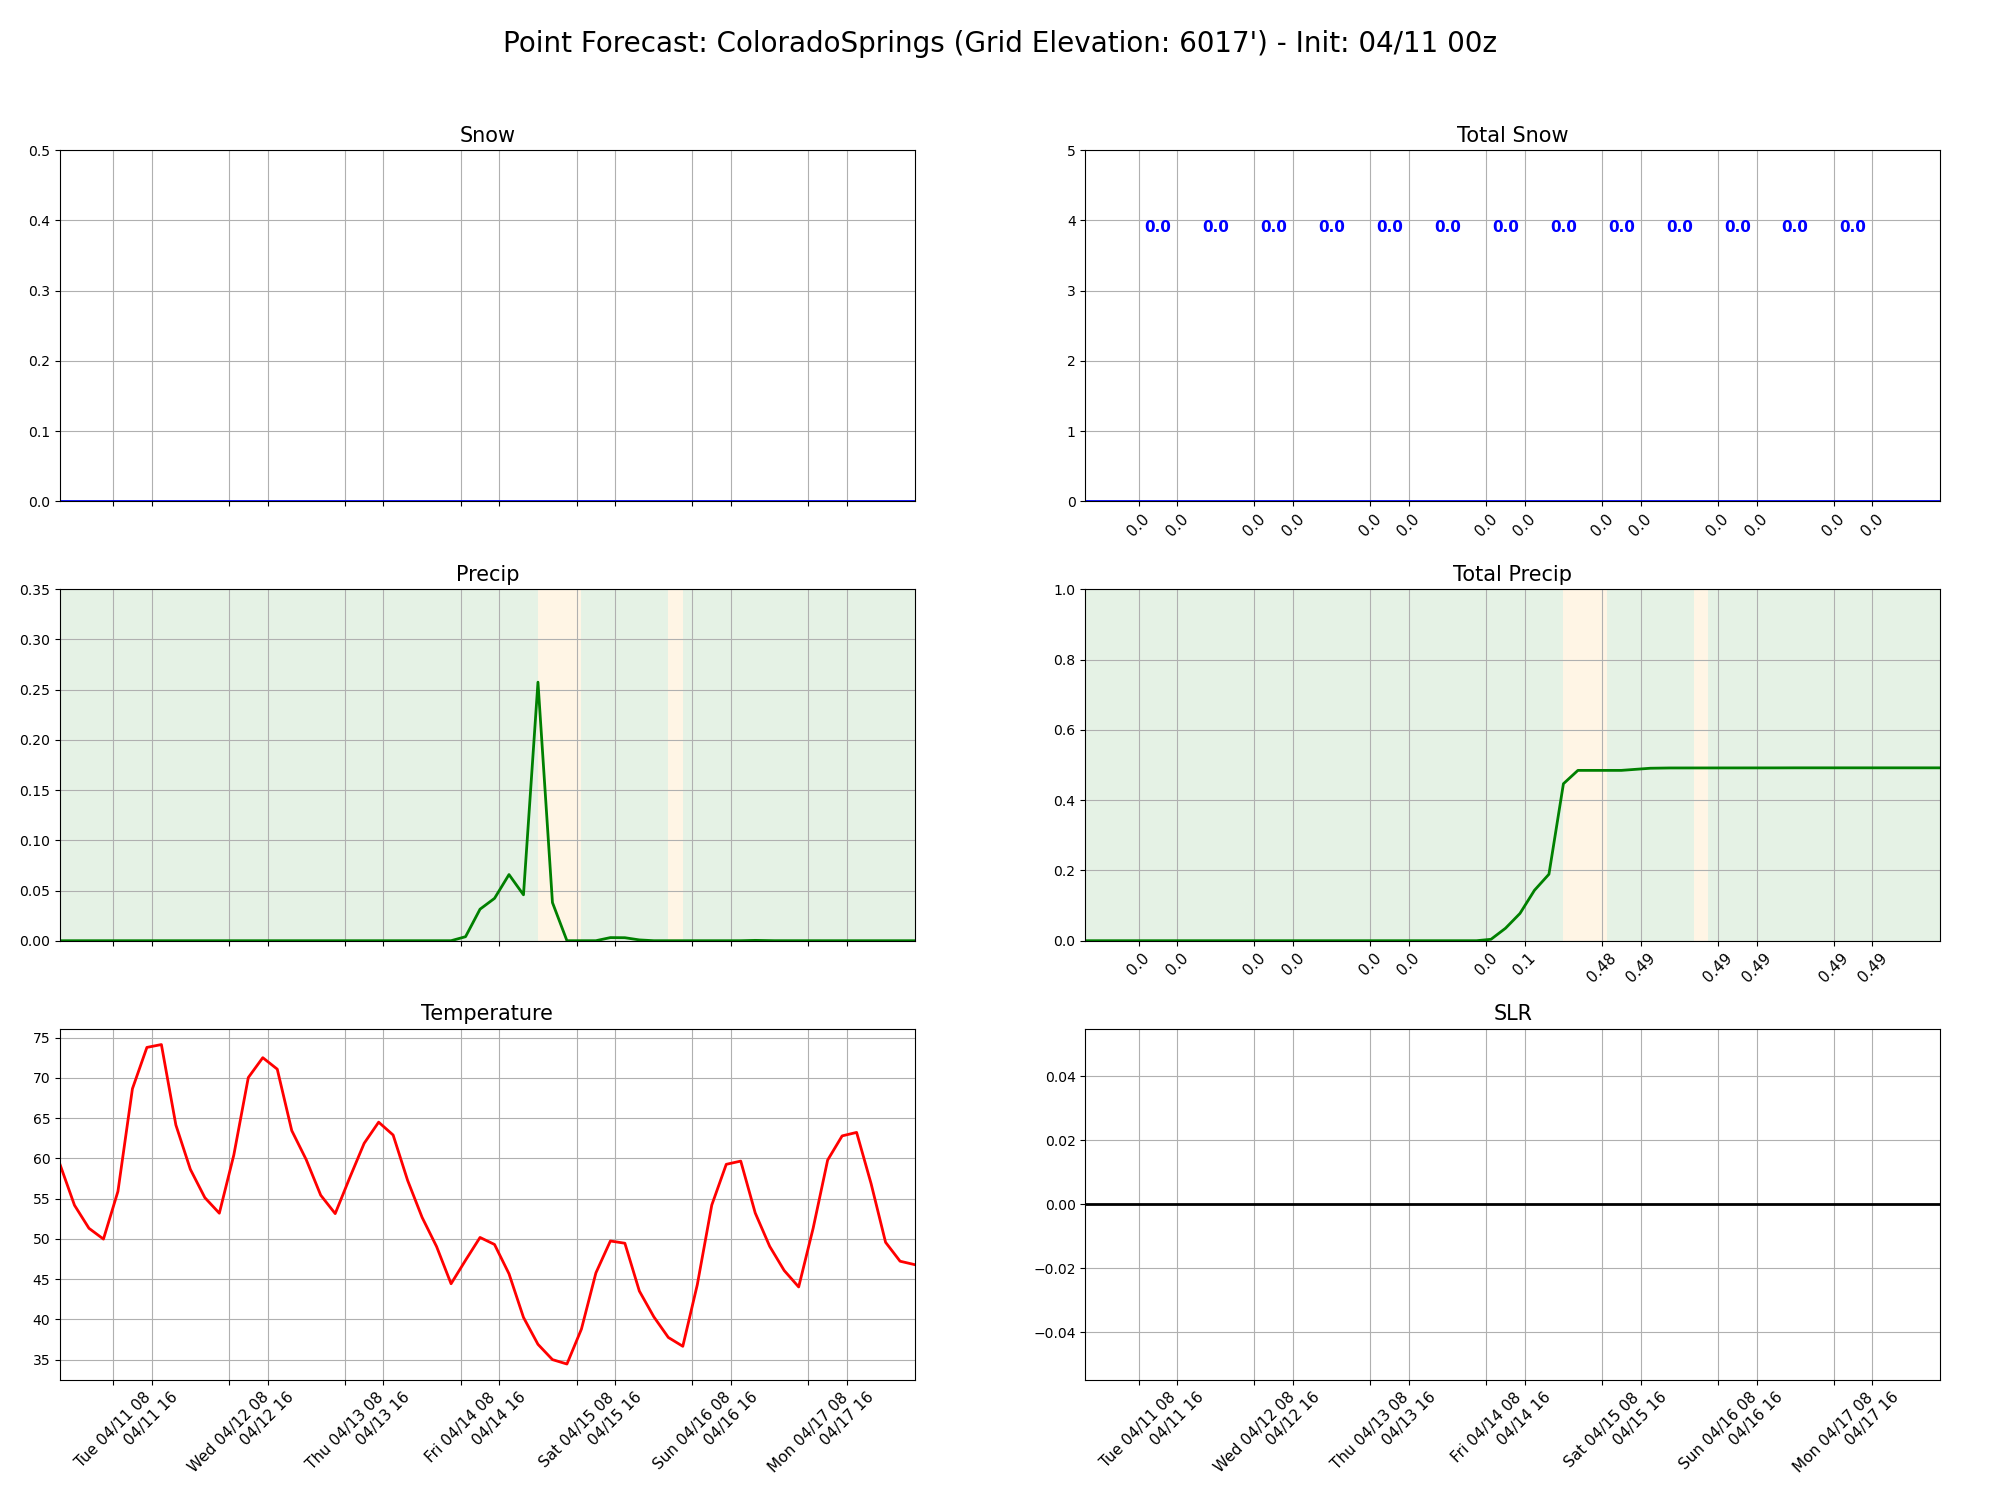 Point Forecast: ColoradoSprings (Grid Elevation: 6017') - Init: 04/11 00z
Snow
0.5
0.4
0.3
0.2
0.1
0.0
Total Snow
5
4
3
2
1
0
0.0 0.0 0.0 0.0 0.0 0.0 0.0 0.0 0.0 0.0 0.0 0.0 0.0
0.0 0.0 0.0 0.0 0.0 0.0 0.0 0.0 0.0 0.0 0.0 0.0 0.0 0.0
Precip
0.35
0.30
0.25
0.20
0.15
0.10
0.05
0.00
Total Precip
1.0
0.8
0.6
0.4
0.2
0.0
0.0 0.0 0.0 0.0 0.0 0.0 0.0 0.1 0.48 0.49 0.49 0.49 0.49 0.49
Temperature
75
70
65
60
55
50
45
40
35
Tue 04/11 08
04/11 16
Wed 04/12 08
04/12 16
Thu 04/13 08
04/13 16
Fri 04/14 08
04/14 16
Sat 04/15 08
04/15 16
Sun 04/16 08
04/16 16
Mon 04/17 08
04/17 16
SLR
0.04
0.02
0.00
−0.02
−0.04
Tue 04/11 08
04/11 16
Wed 04/12 08
04/12 16
Thu 04/13 08
04/13 16
Fri 04/14 08
04/14 16
Sat 04/15 08
04/15 16
Sun 04/16 08
04/16 16
Mon 04/17 08
04/17 16